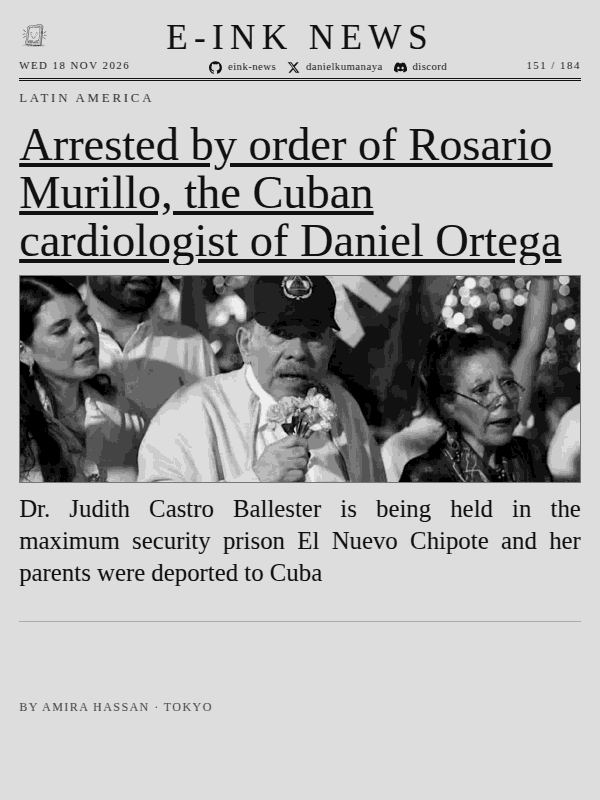 E-INK NEWS
WED 18 NOV 2026
eink-news danielkumanaya discord
151 / 184
LATIN AMERICA
Arrested by order of Rosario
Murillo, the Cuban
cardiologist of Daniel Ortega
Dr. Judith Castro Ballester is being held in the
maximum security prison El Nuevo Chipote and her
parents were deported to Cuba
BY AMIRA HASSAN · TOKYO